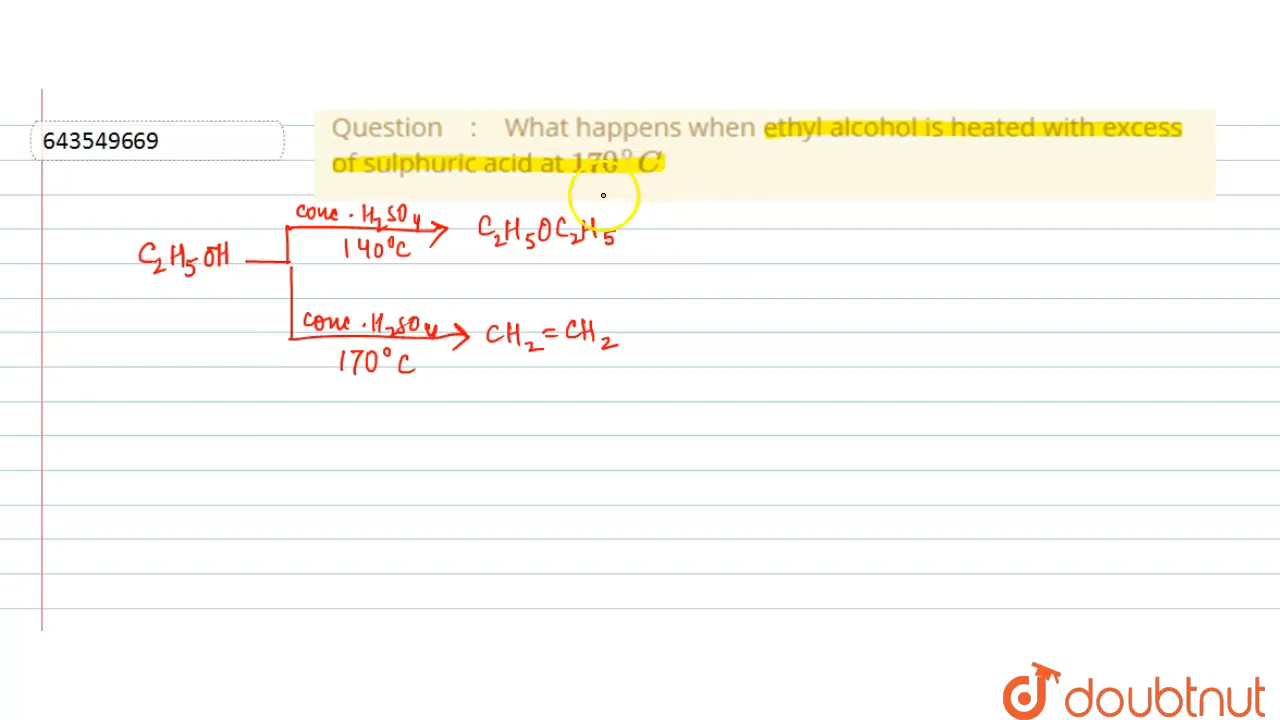 643549669
Question : What happens when ethyl alcohol is heated with excess
of sulphuric acid at 170°C
conc. H₂SO₄
140°C
C₂H₅OC₂H₅
C₂H₅OH
conc. H₂SO₄
170°C
CH₂=CH₂
doubtnut